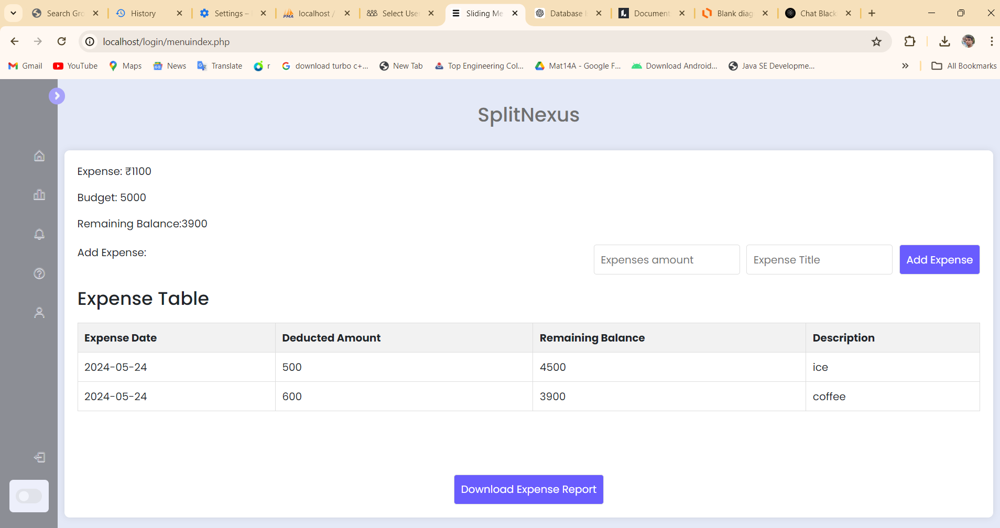 Search Gro
History
Settings –
PMA
localhost /
Select Use
Sliding Me
Database I
Document
Blank diag
Chat Black
localhost/login/menuindex.php
Gmail
YouTube
Maps
News
Translate
r
download turbo c+...
New Tab
Top Engineering Col...
Mat14A - Google F...
Download Android...
Java SE Developme...
All Bookmarks
SplitNexus
Expense: ₹1100
Budget: 5000
Remaining Balance:3900
Add Expense:
Expenses amount
Expense Title
Add Expense
Expense Table
Expense Date Deducted Amount Remaining Balance Description
2024-05-24 500 4500 ice
2024-05-24 600 3900 coffee
Download Expense Report